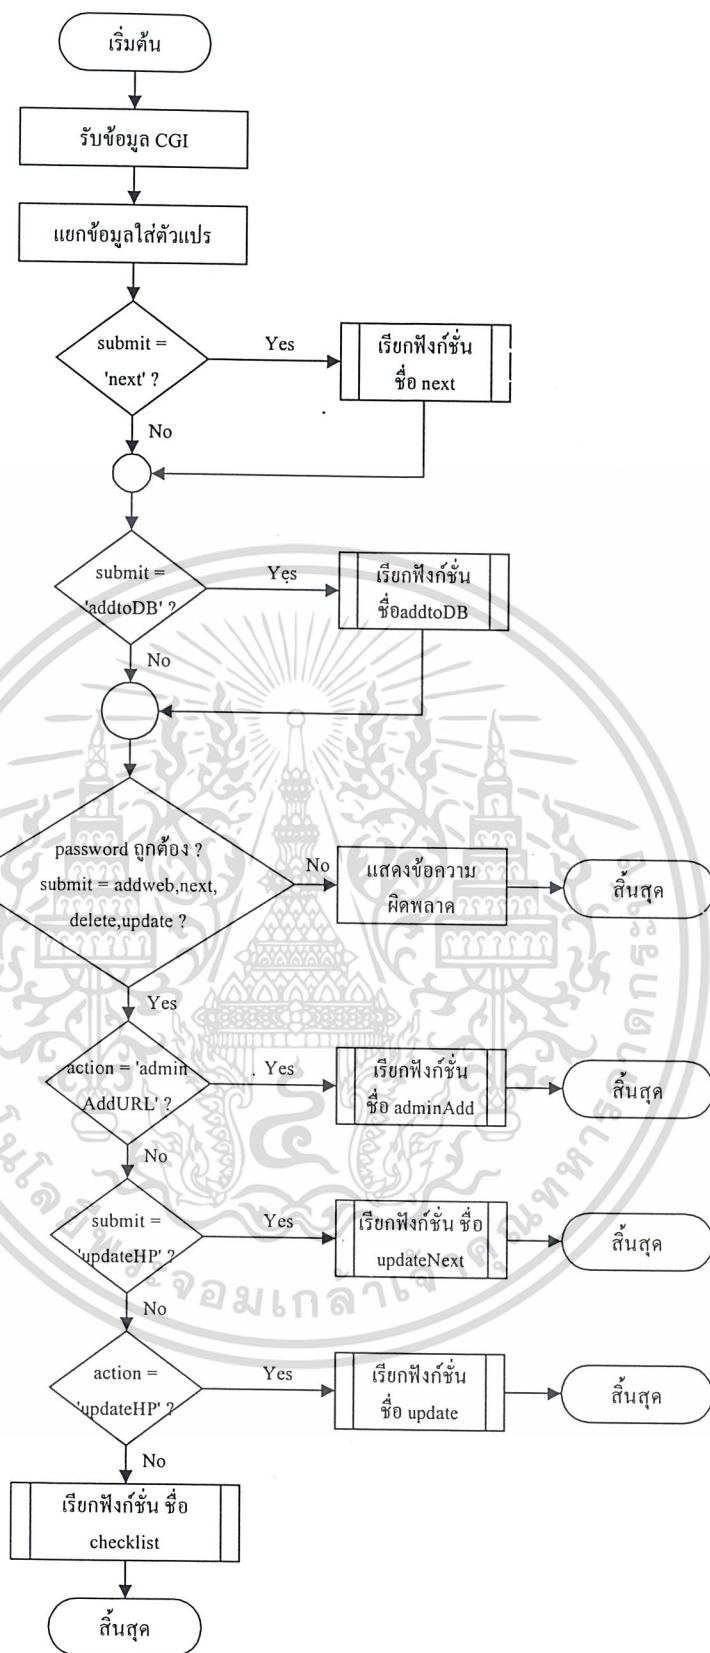 เริ่มต้น
รับข้อมูล CGI
แยกข้อมูลใส่ตัวแปร
submit =
'next' ?
Yes
เรียกฟังก์ชั่น
ชื่อ next
No
submit =
'addtoDB' ?
Yes
เรียกฟังก์ชั่น
ชื่อaddtoDB
No
password ถูกต้อง ?
submit = addweb,next,
delete,update ?
No
แสดงข้อความ
ผิดพลาด
สิ้นสุด
Yes
action = 'admin
AddURL' ?
Yes
เรียกฟังก์ชั่น
ชื่อ adminAdd
สิ้นสุด
No
submit =
'updateHP' ?
Yes
เรียกฟังก์ชั่น ชื่อ
updateNext
สิ้นสุด
No
action =
'updateHP' ?
Yes
เรียกฟังก์ชั่น
ชื่อ update
สิ้นสุด
No
เรียกฟังก์ชั่น ชื่อ
checklist
สิ้นสุด